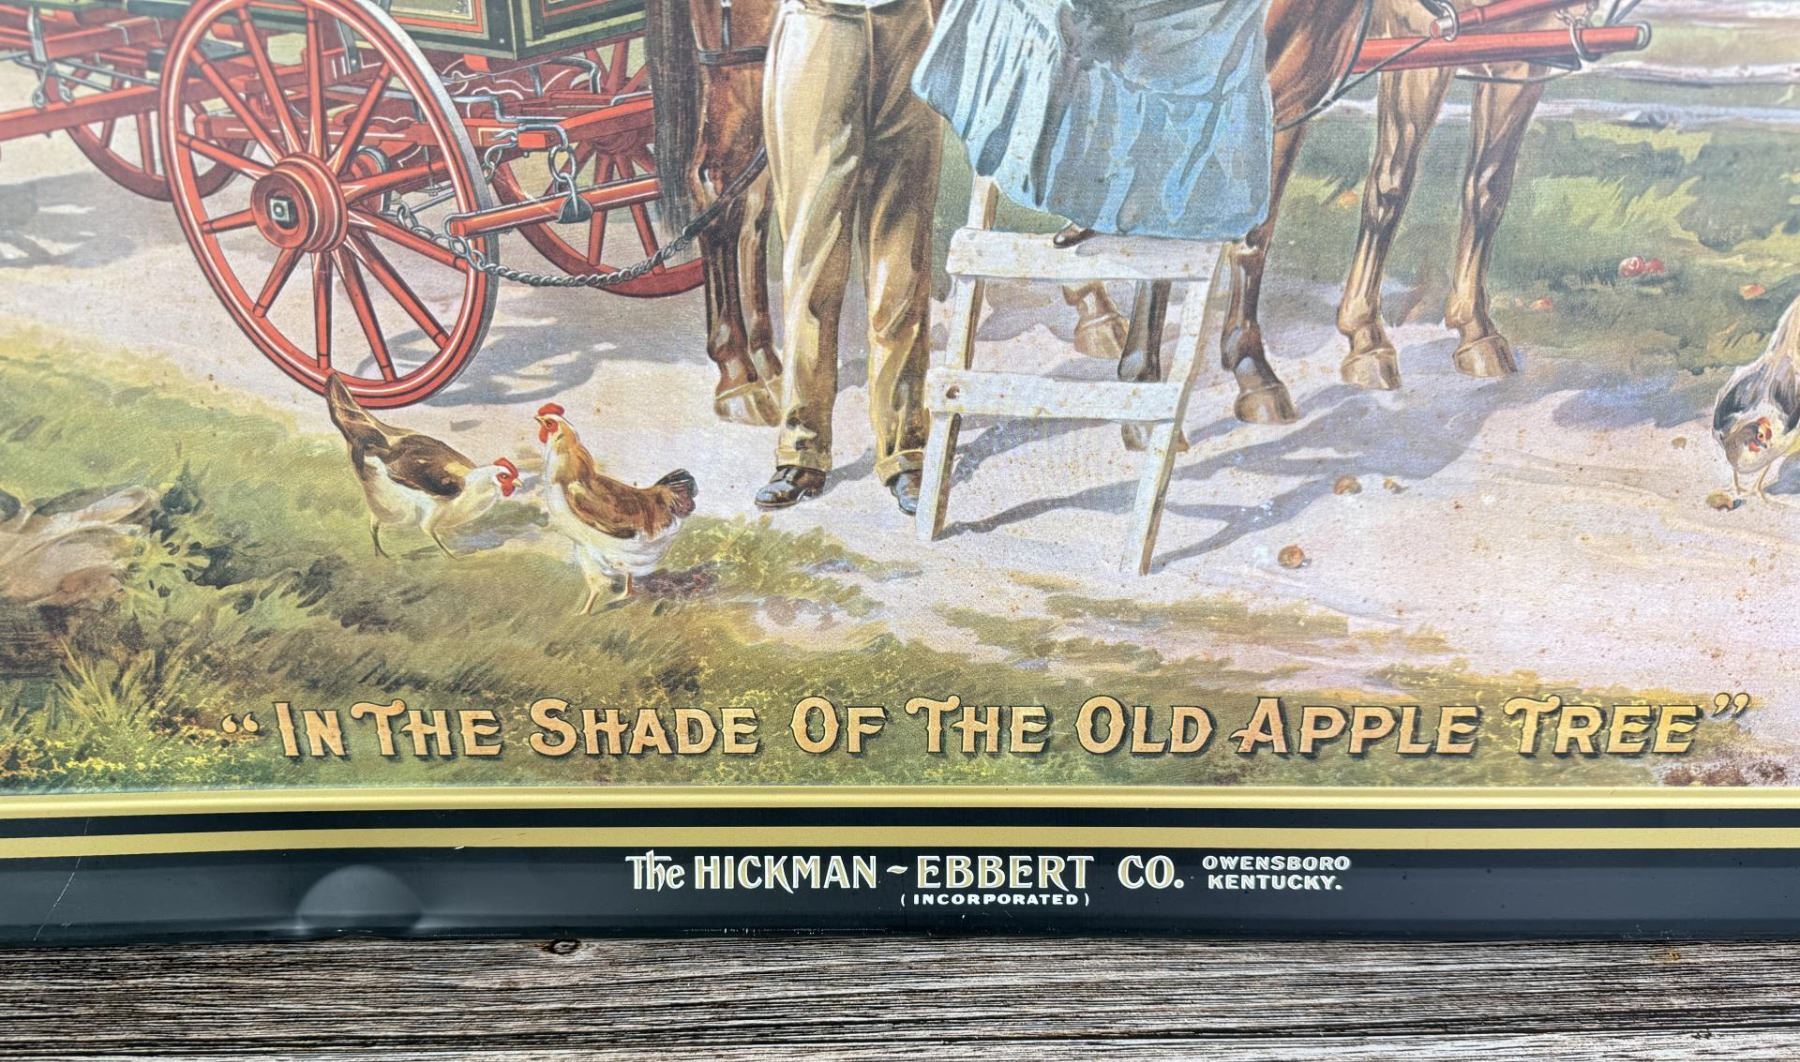 “IN THE SHADE OF THE OLD APPLE TREE”
The HICKMAN ~ EBBERT CO. OWENSBORO KENTUCKY.
(INCORPORATED)